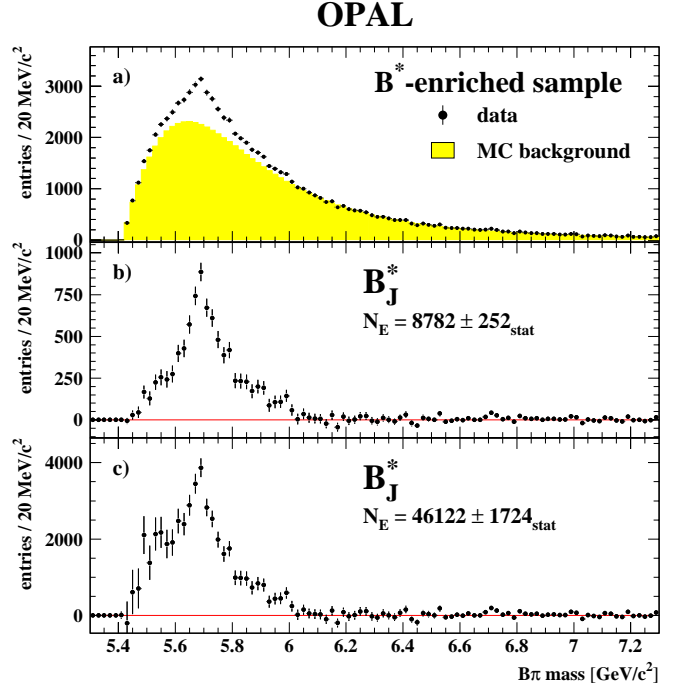 OPAL
a)
B*-enriched sample
data
MC background
entries / 20 MeV/c²
3000
2000
1000
0
b)
B*J
NE = 8782 ± 252stat
entries / 20 MeV/c²
1000
750
500
250
0
c)
B*J
NE = 46122 ± 1724stat
entries / 20 MeV/c²
4000
2000
0
5.4 5.6 5.8 6 6.2 6.4 6.6 6.8 7 7.2
Bπ mass [GeV/c²]